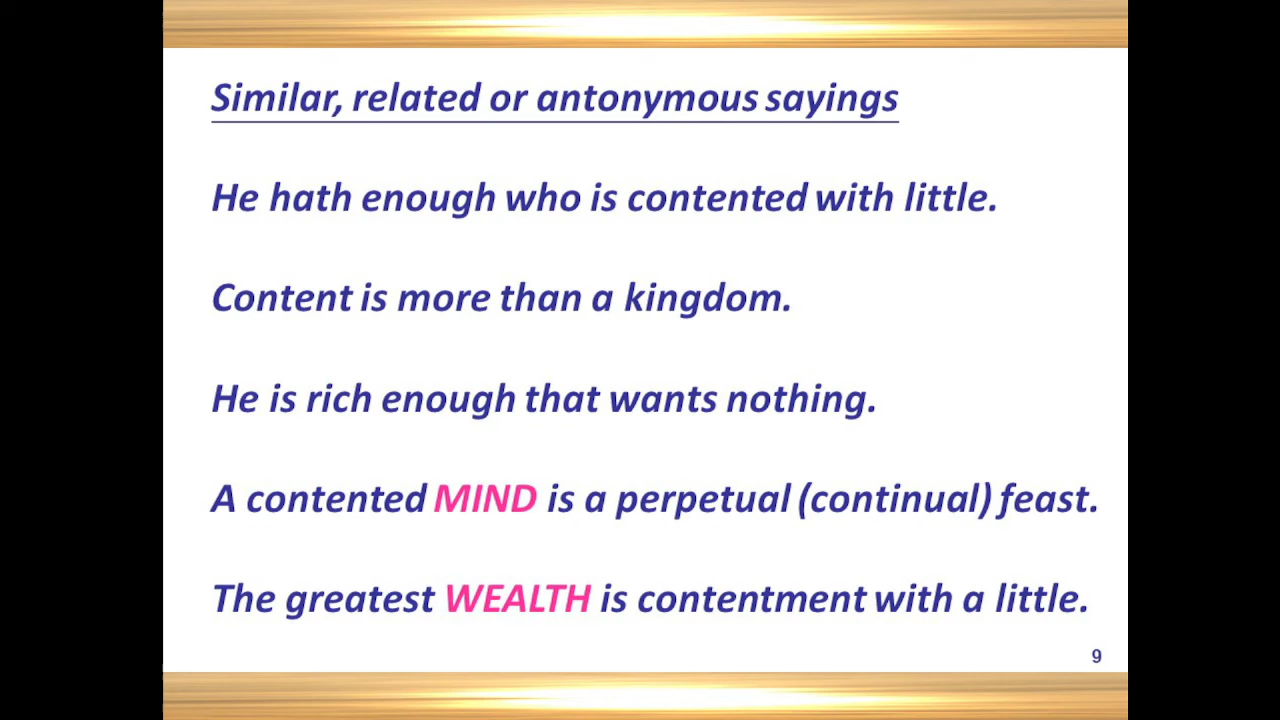 Similar, related or antonymous sayings
He hath enough who is contented with little.
Content is more than a kingdom.
He is rich enough that wants nothing.
A contented MIND is a perpetual (continual) feast.
The greatest WEALTH is contentment with a little.
9